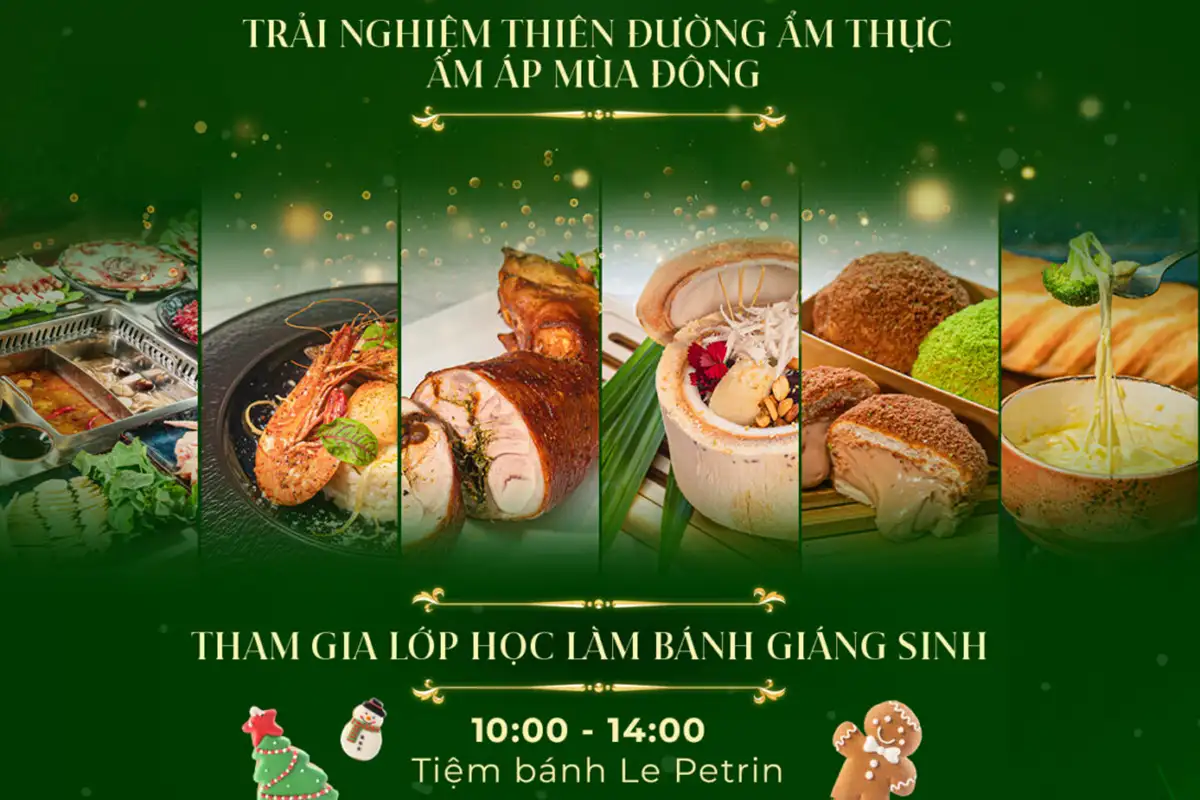 TRẢI NGHIỆM THIÊN ĐƯỜNG ẨM THỰC
ẤM ÁP MÙA ĐÔNG
THAM GIA LỚP HỌC LÀM BÁNH GIÁNG SINH
10:00 - 14:00
Tiệm bánh Le Petrin